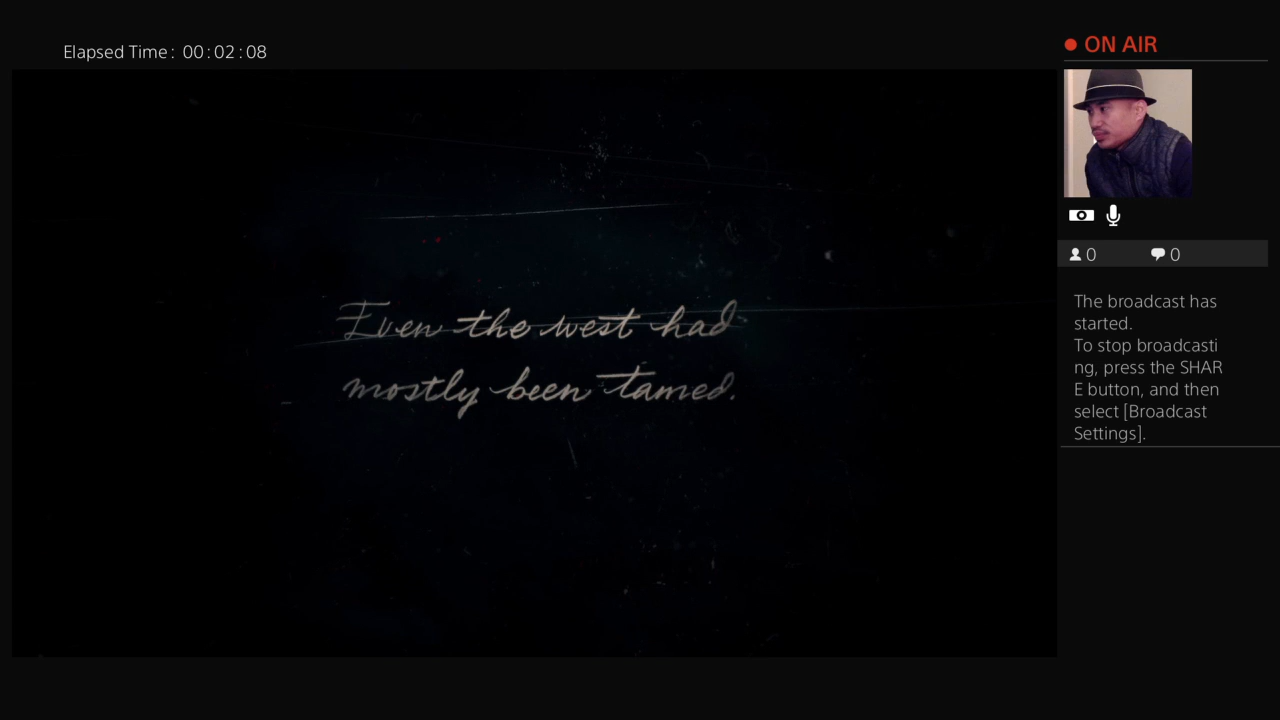 Elapsed Time: 00:02:08
ON AIR
0 0
Even the west had
mostly been tamed.
The broadcast has
started.
To stop broadcasti
ng, press the SHAR
E button, and then
select [Broadcast
Settings].